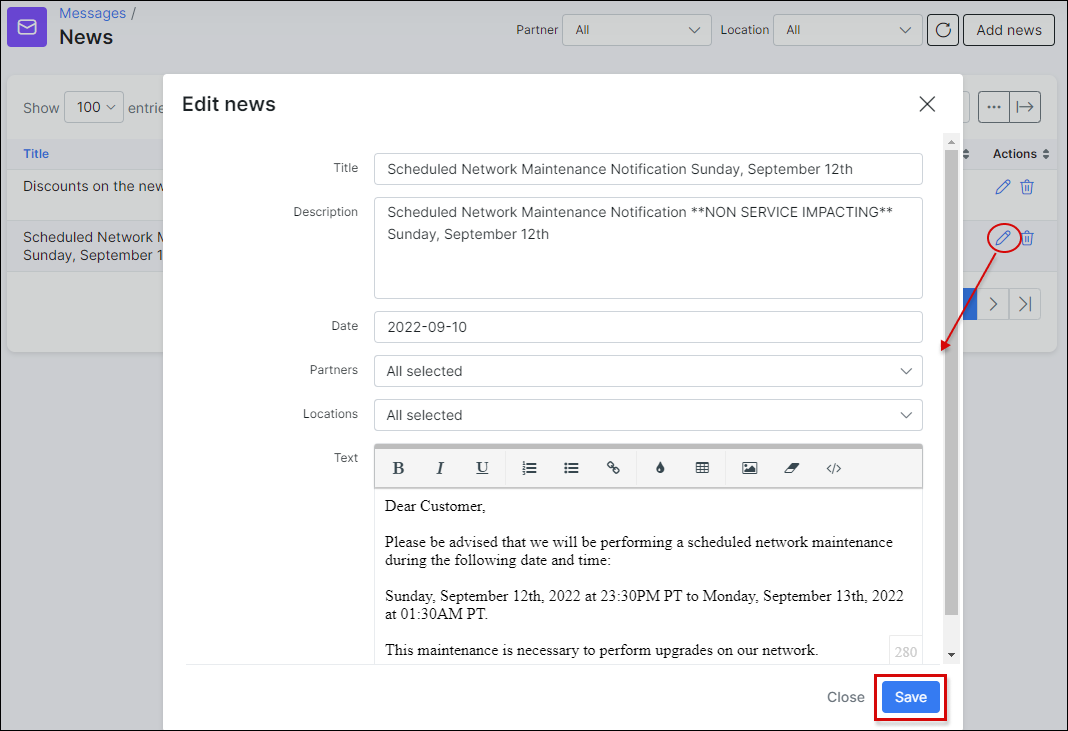 Messages /
News
Partner All Location All Add news
Show 100 entrie
Title Actions
Discounts on the new
Scheduled Network M
Sunday, September 1
Edit news
Title Scheduled Network Maintenance Notification Sunday, September 12th
Description Scheduled Network Maintenance Notification **NON SERVICE IMPACTING**
Sunday, September 12th
Date 2022-09-10
Partners All selected
Locations All selected
Text
B I U
Dear Customer,
Please be advised that we will be performing a scheduled network maintenance
during the following date and time:
Sunday, September 12th, 2022 at 23:30PM PT to Monday, September 13th, 2022
at 01:30AM PT.
This maintenance is necessary to perform upgrades on our network.
280
Close Save